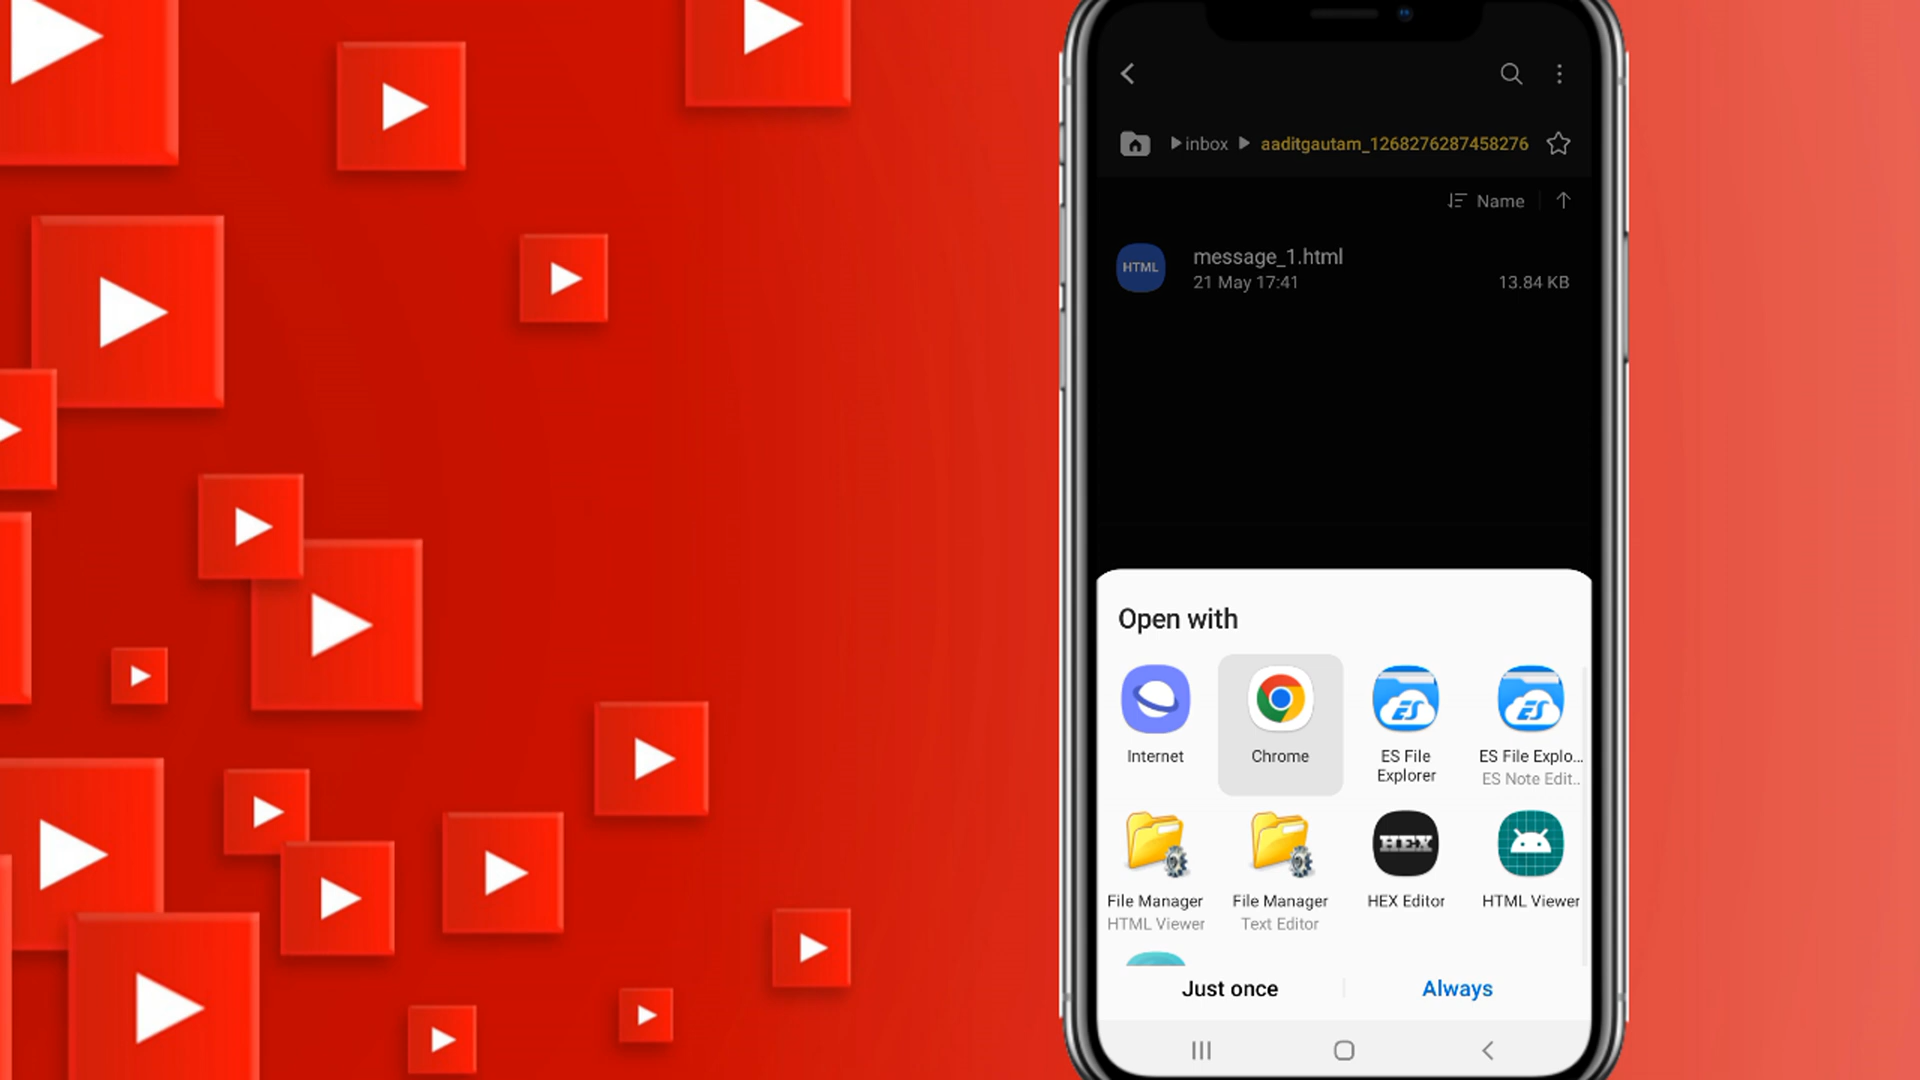 inbox aaditgautam_1268276287458276
Name
HTML
message_1.html
21 May 17:41
13.84 KB
Open with
Internet
Chrome
ES File
Explorer
ES File Explo...
ES Note Edit..
HEX
File Manager
HTML Viewer
File Manager
Text Editor
HEX Editor
HTML Viewer
Just once
Always